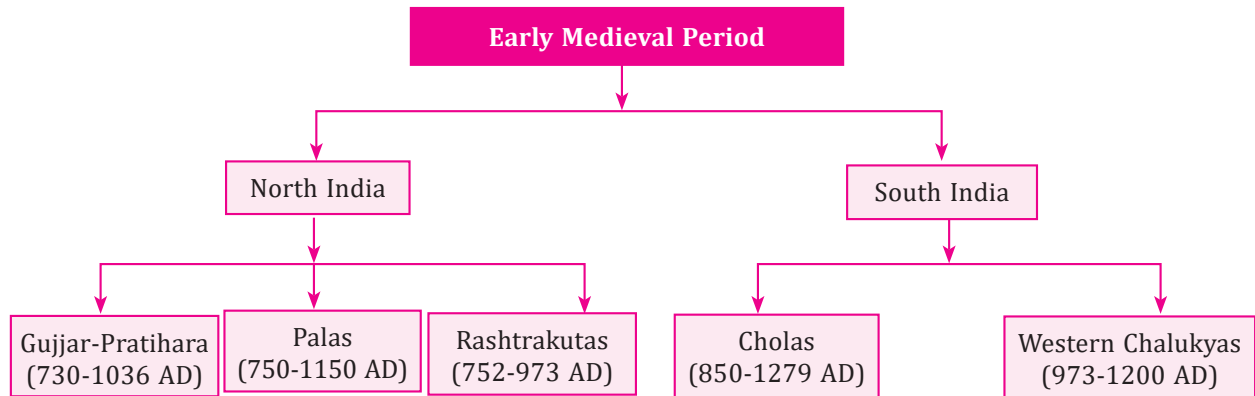 Early Medieval Period
North India
South India
Gujjar-Pratihara
(730-1036 AD)
Palas
(750-1150 AD)
Rashtrakutas
(752-973 AD)
Cholas
(850-1279 AD)
Western Chalukyas
(973-1200 AD)